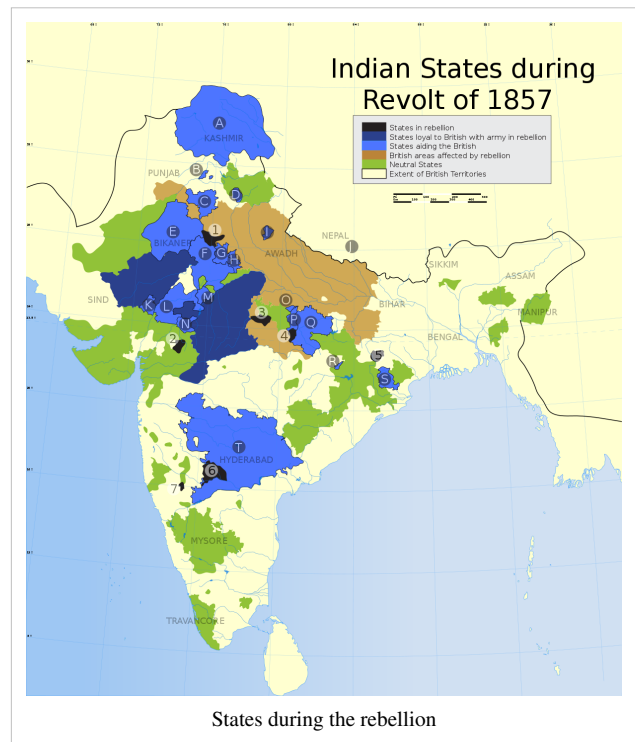 Indian States during
Revolt of 1857
States in rebellion
States loyal to British with army in rebellion
States aiding the British
British areas affected by rebellion
Neutral States
Extent of British Territories
A
KASHMIR
B
PUNJAB
C
D
E
BIKANER
1
I
AWADH
NEPAL
J
F
G
H
SIKKIM
ASSAM
SIND
K
L
M
N
O
BIHAR
MANIPUR
2
3
4
P
Q
BENGAL
R
5
S
T
HYDERABAD
6
7
MYSORE
TRAVANCORE
States during the rebellion